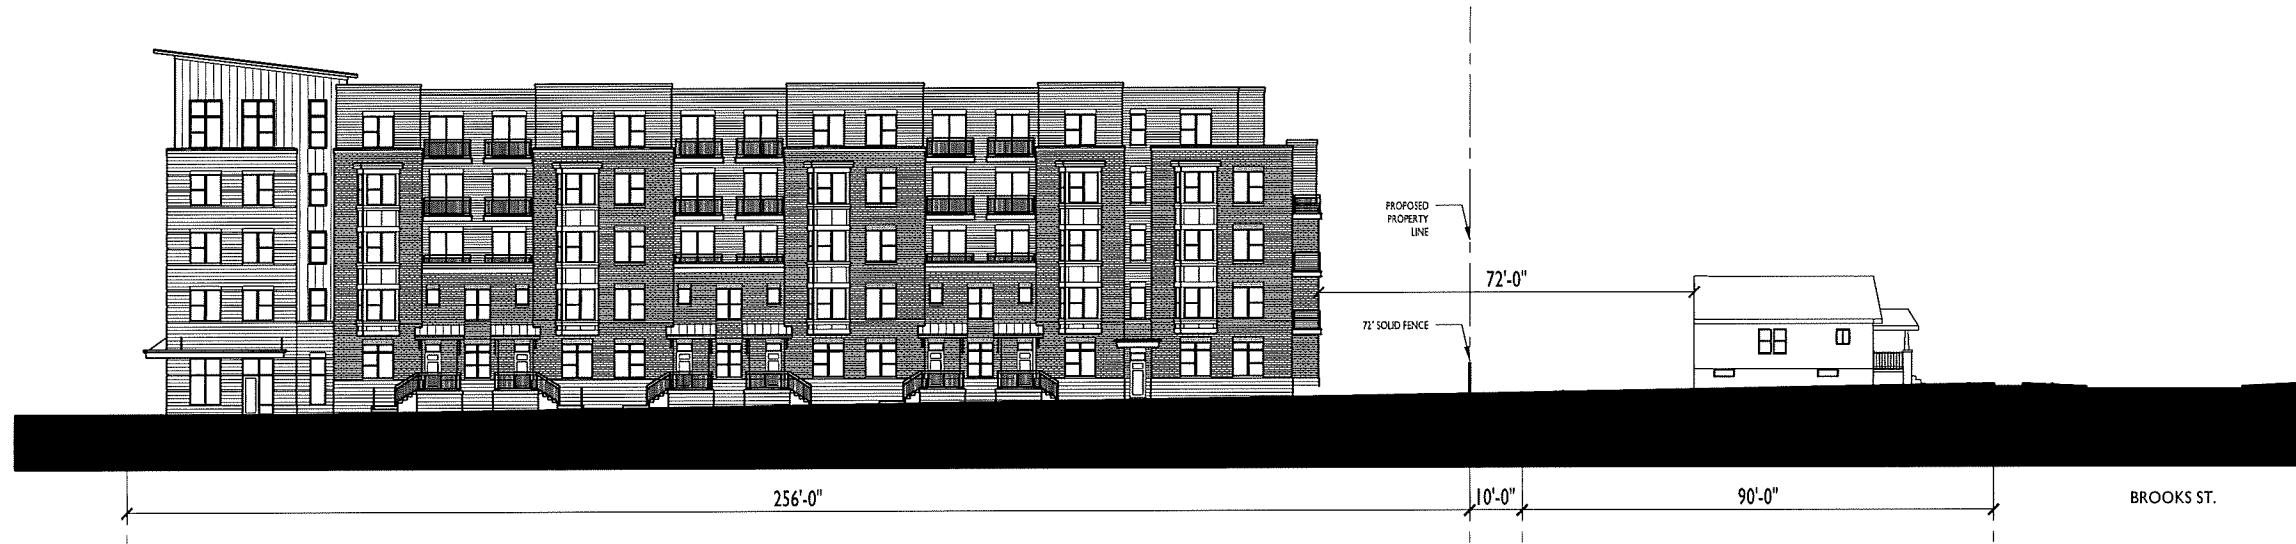 PROPOSED
PROPERTY
LINE
72'-0"
72" SOLID FENCE
256'-0"
10'-0"
90'-0"
BROOKS ST.